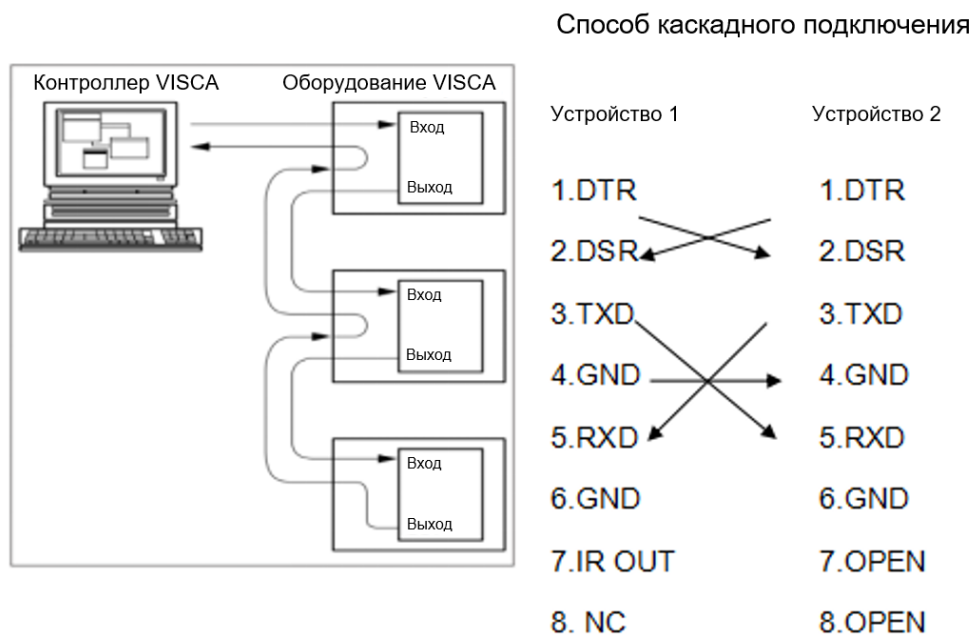 Способ каскадного подключения
Контроллер VISCA
Оборудование VISCA
Вход
Выход
Вход
Выход
Вход
Выход
Устройство 1 Устройство 2
1.DTR 1.DTR
2.DSR 2.DSR
3.TXD 3.TXD
4.GND 4.GND
5.RXD 5.RXD
6.GND 6.GND
7.IR OUT 7.OPEN
8. NC 8.OPEN